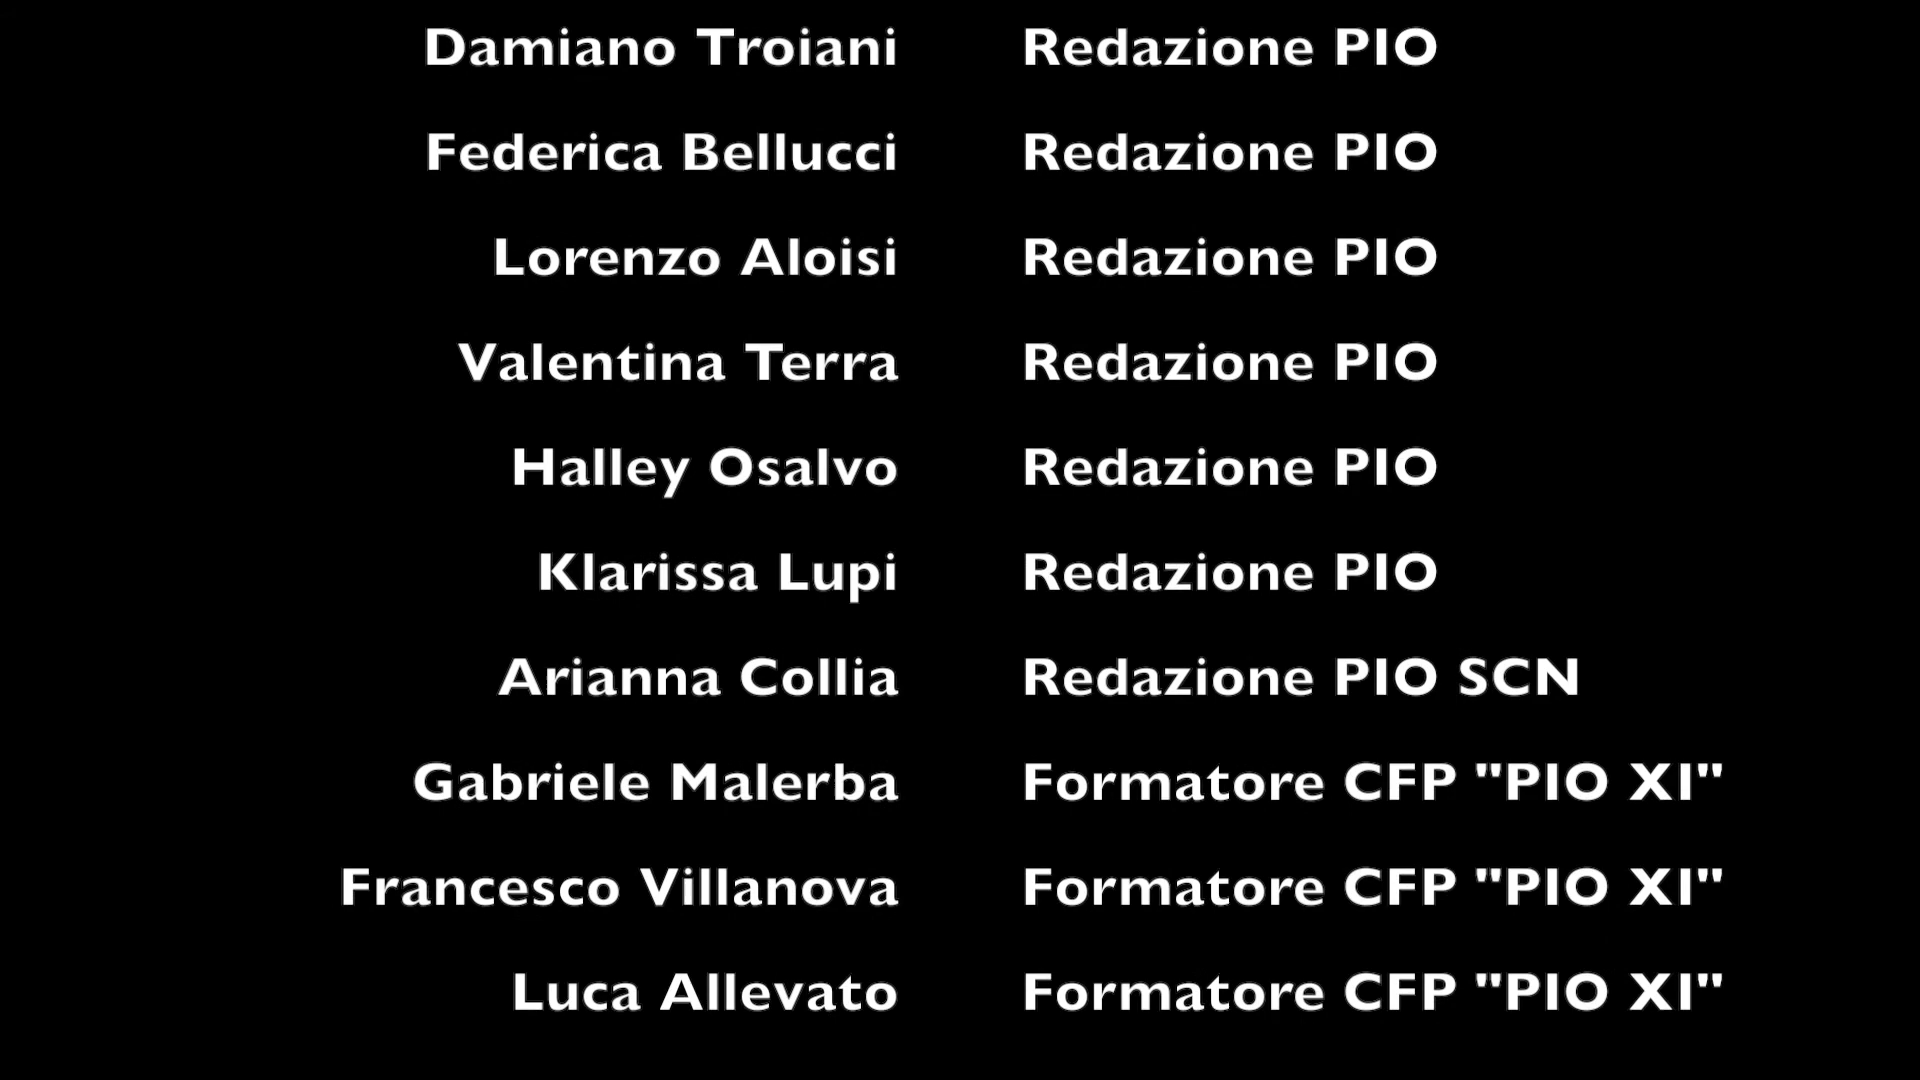 Damiano Troiani Redazione PIO
Federica Bellucci Redazione PIO
Lorenzo Aloisi Redazione PIO
Valentina Terra Redazione PIO
Halley Osalvo Redazione PIO
Klarissa Lupi Redazione PIO
Arianna Collia Redazione PIO SCN
Gabriele Malerba Formatore CFP "PIO XI"
Francesco Villanova Formatore CFP "PIO XI"
Luca Allevato Formatore CFP "PIO XI"